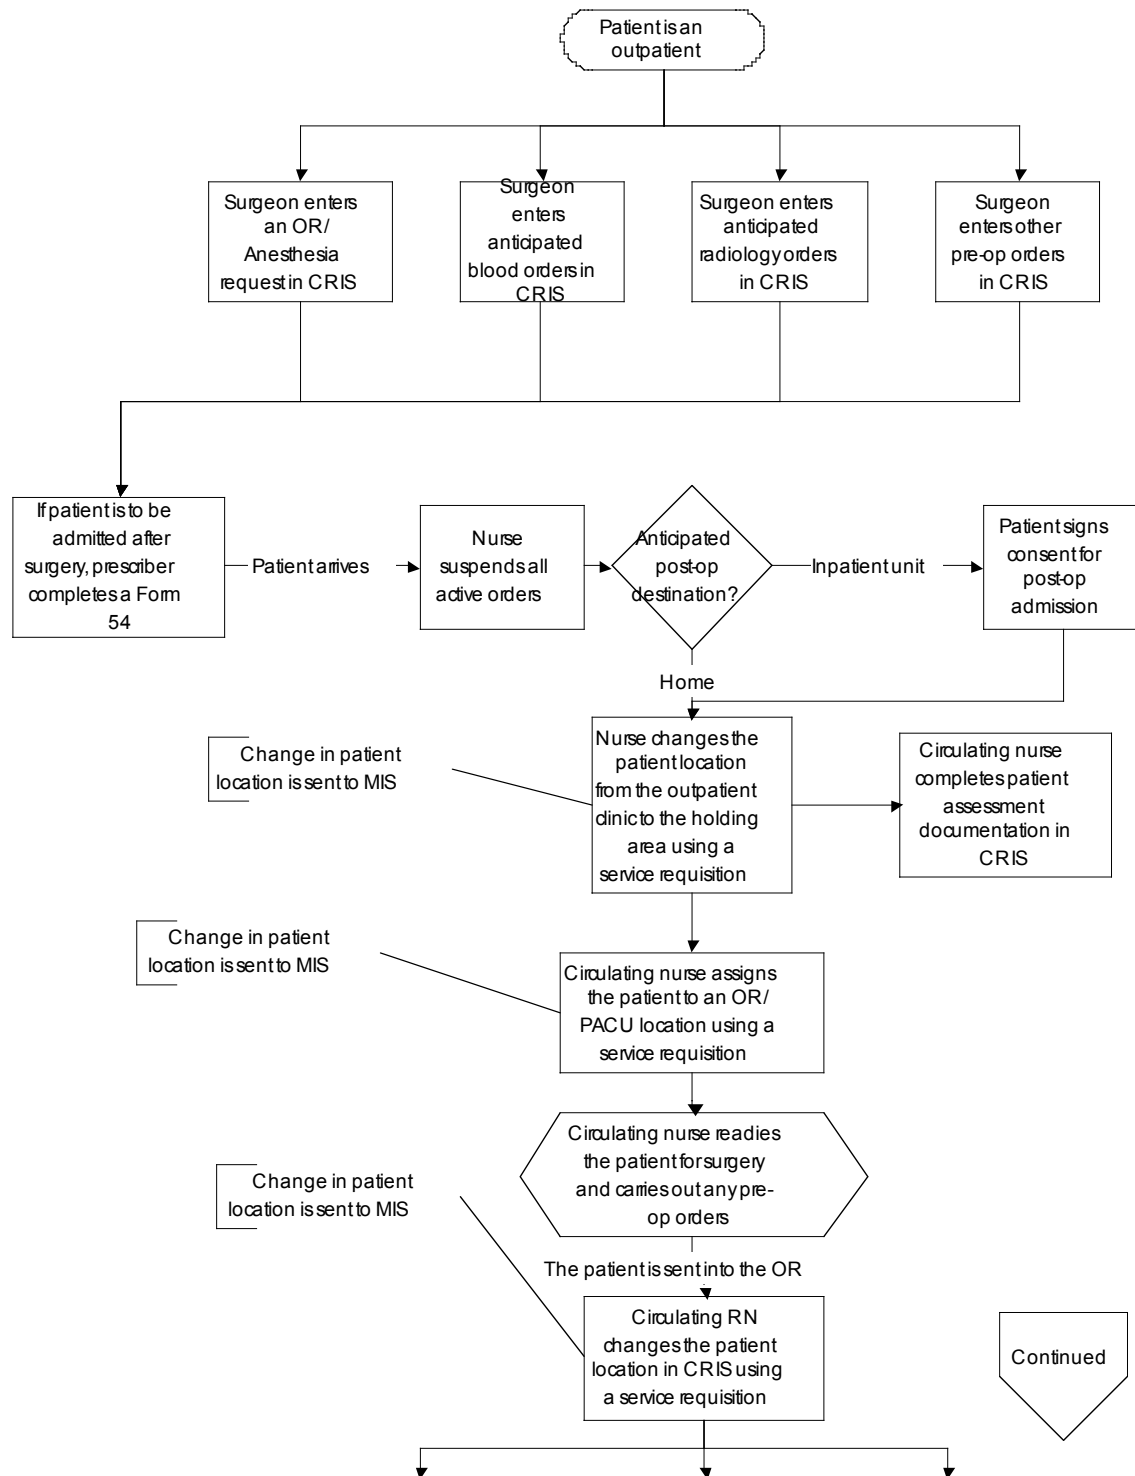 Patient is an
outpatient
Surgeon enters
an OR/
Anesthesia
request in CRIS
Surgeon
enters
anticipated
blood orders in
CRIS
Surgeon enters
anticipated
radiology orders
in CRIS
Surgeon
enters other
pre-op orders
in CRIS
If patient is to be
admitted after
surgery, prescriber
completes a Form
54
Patient arrives
Nurse
suspends all
active orders
Anticipated
post-op
destination?
Inpatient unit
Patient signs
consent for
post-op
admission
Home
Change in patient
location is sent to MIS
Nurse changes the
patient location
from the outpatient
clinic to the holding
area using a
service requisition
Circulating nurse
completes patient
assessment
documentation in
CRIS
Change in patient
location is sent to MIS
Circulating nurse assigns
the patient to an OR/
PACU location using a
service requisition
Circulating nurse readies
the patient for surgery
and carries out any pre-
op orders
Change in patient
location is sent to MIS
The patient is sent into the OR
Circulating RN
changes the patient
location in CRIS using
a service requisition
Continued